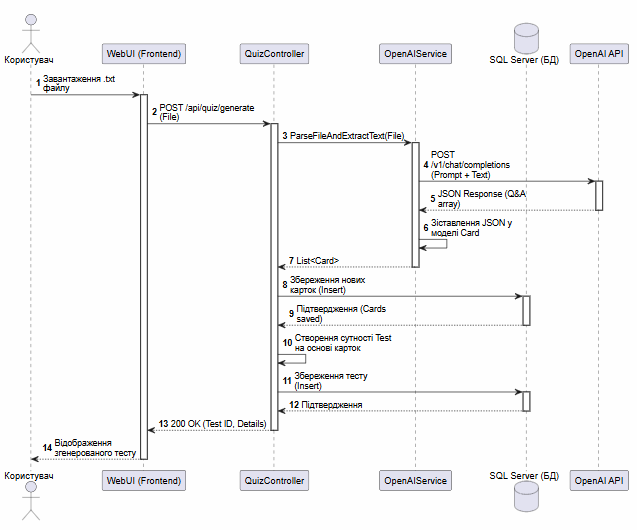 Користувач
WebUI (Frontend)
QuizController
OpenAIService
SQL Server (БД)
OpenAI API
1 Завантаження .txt
файлу
2 POST /api/quiz/generate
(File)
3 ParseFileAndExtractText(File)
POST
4 /v1/chat/completions
(Prompt + Text)
5 JSON Response (Q&A
array)
6 Зіставлення JSON у
моделі Card
7 List<Card>
8 Збереження нових
карток (Insert)
9 Підтвердження (Cards
saved)
10 Створення сутності Test
на основі карток
11 Збереження тесту
(Insert)
12 Підтвердження
13 200 OK (Test ID, Details)
14 Відображення
згенерованого тесту
Користувач
WebUI (Frontend)
QuizController
OpenAIService
SQL Server (БД)
OpenAI API